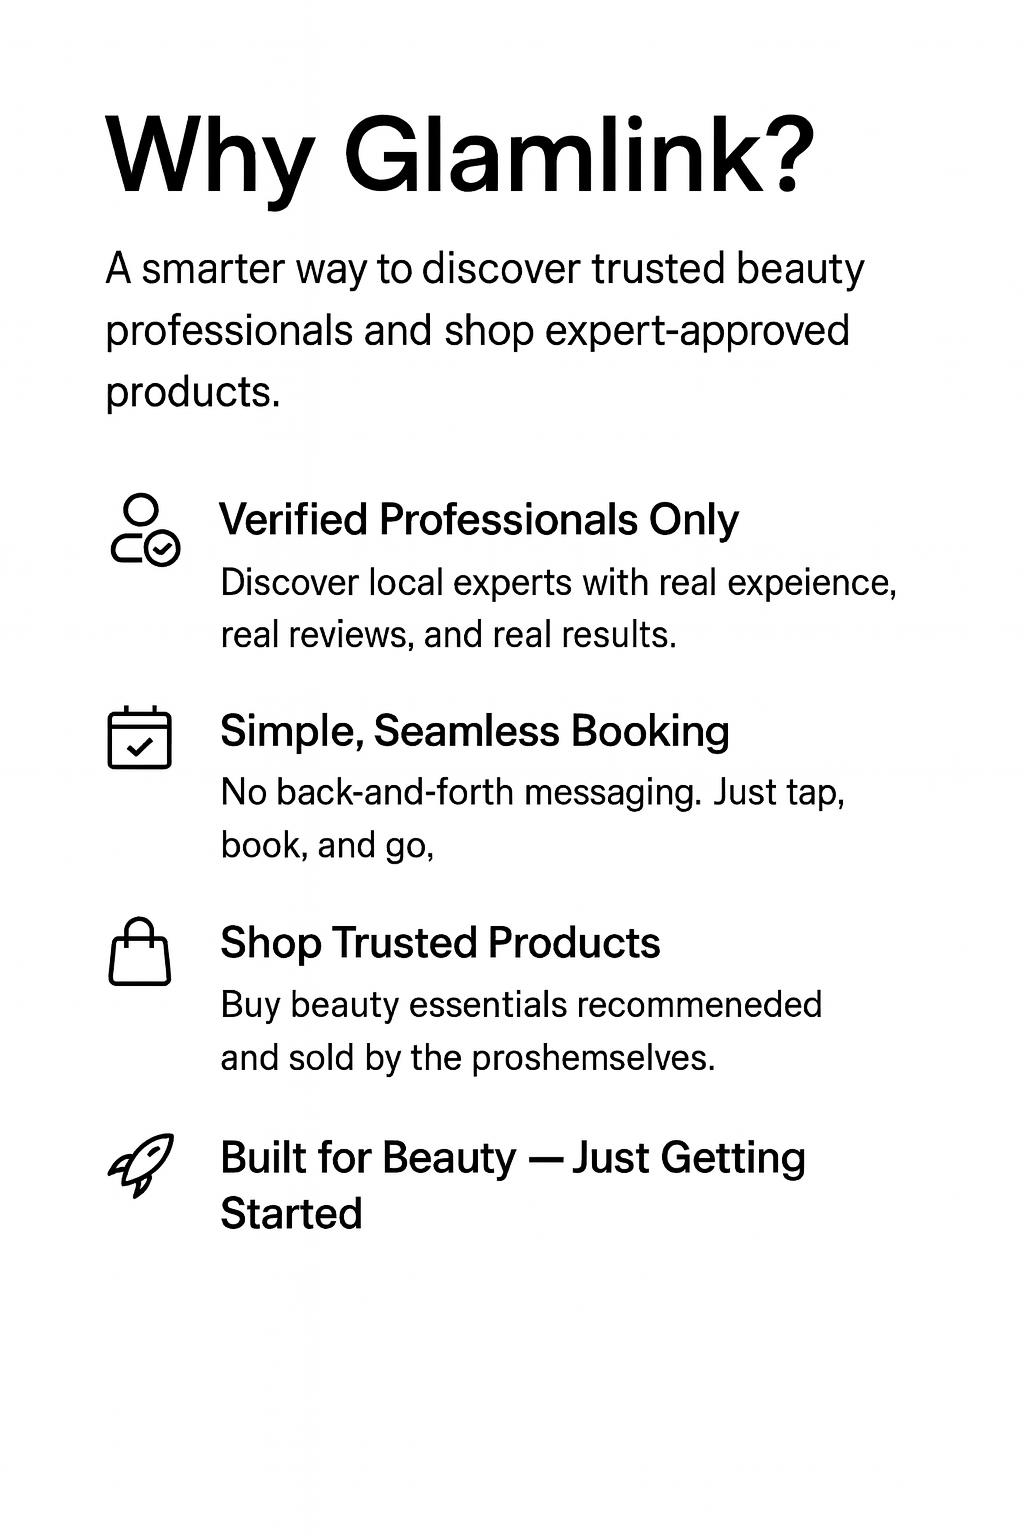 Why Glamlink?
A smarter way to discover trusted beauty
professionals and shop expert-approved
products.
Verified Professionals Only
Discover local experts with real expeience,
real reviews, and real results.
Simple, Seamless Booking
No back-and-forth messaging. Just tap,
book, and go,
Shop Trusted Products
Buy beauty essentials recommeneded
and sold by the proshemselves.
Built for Beauty — Just Getting
Started